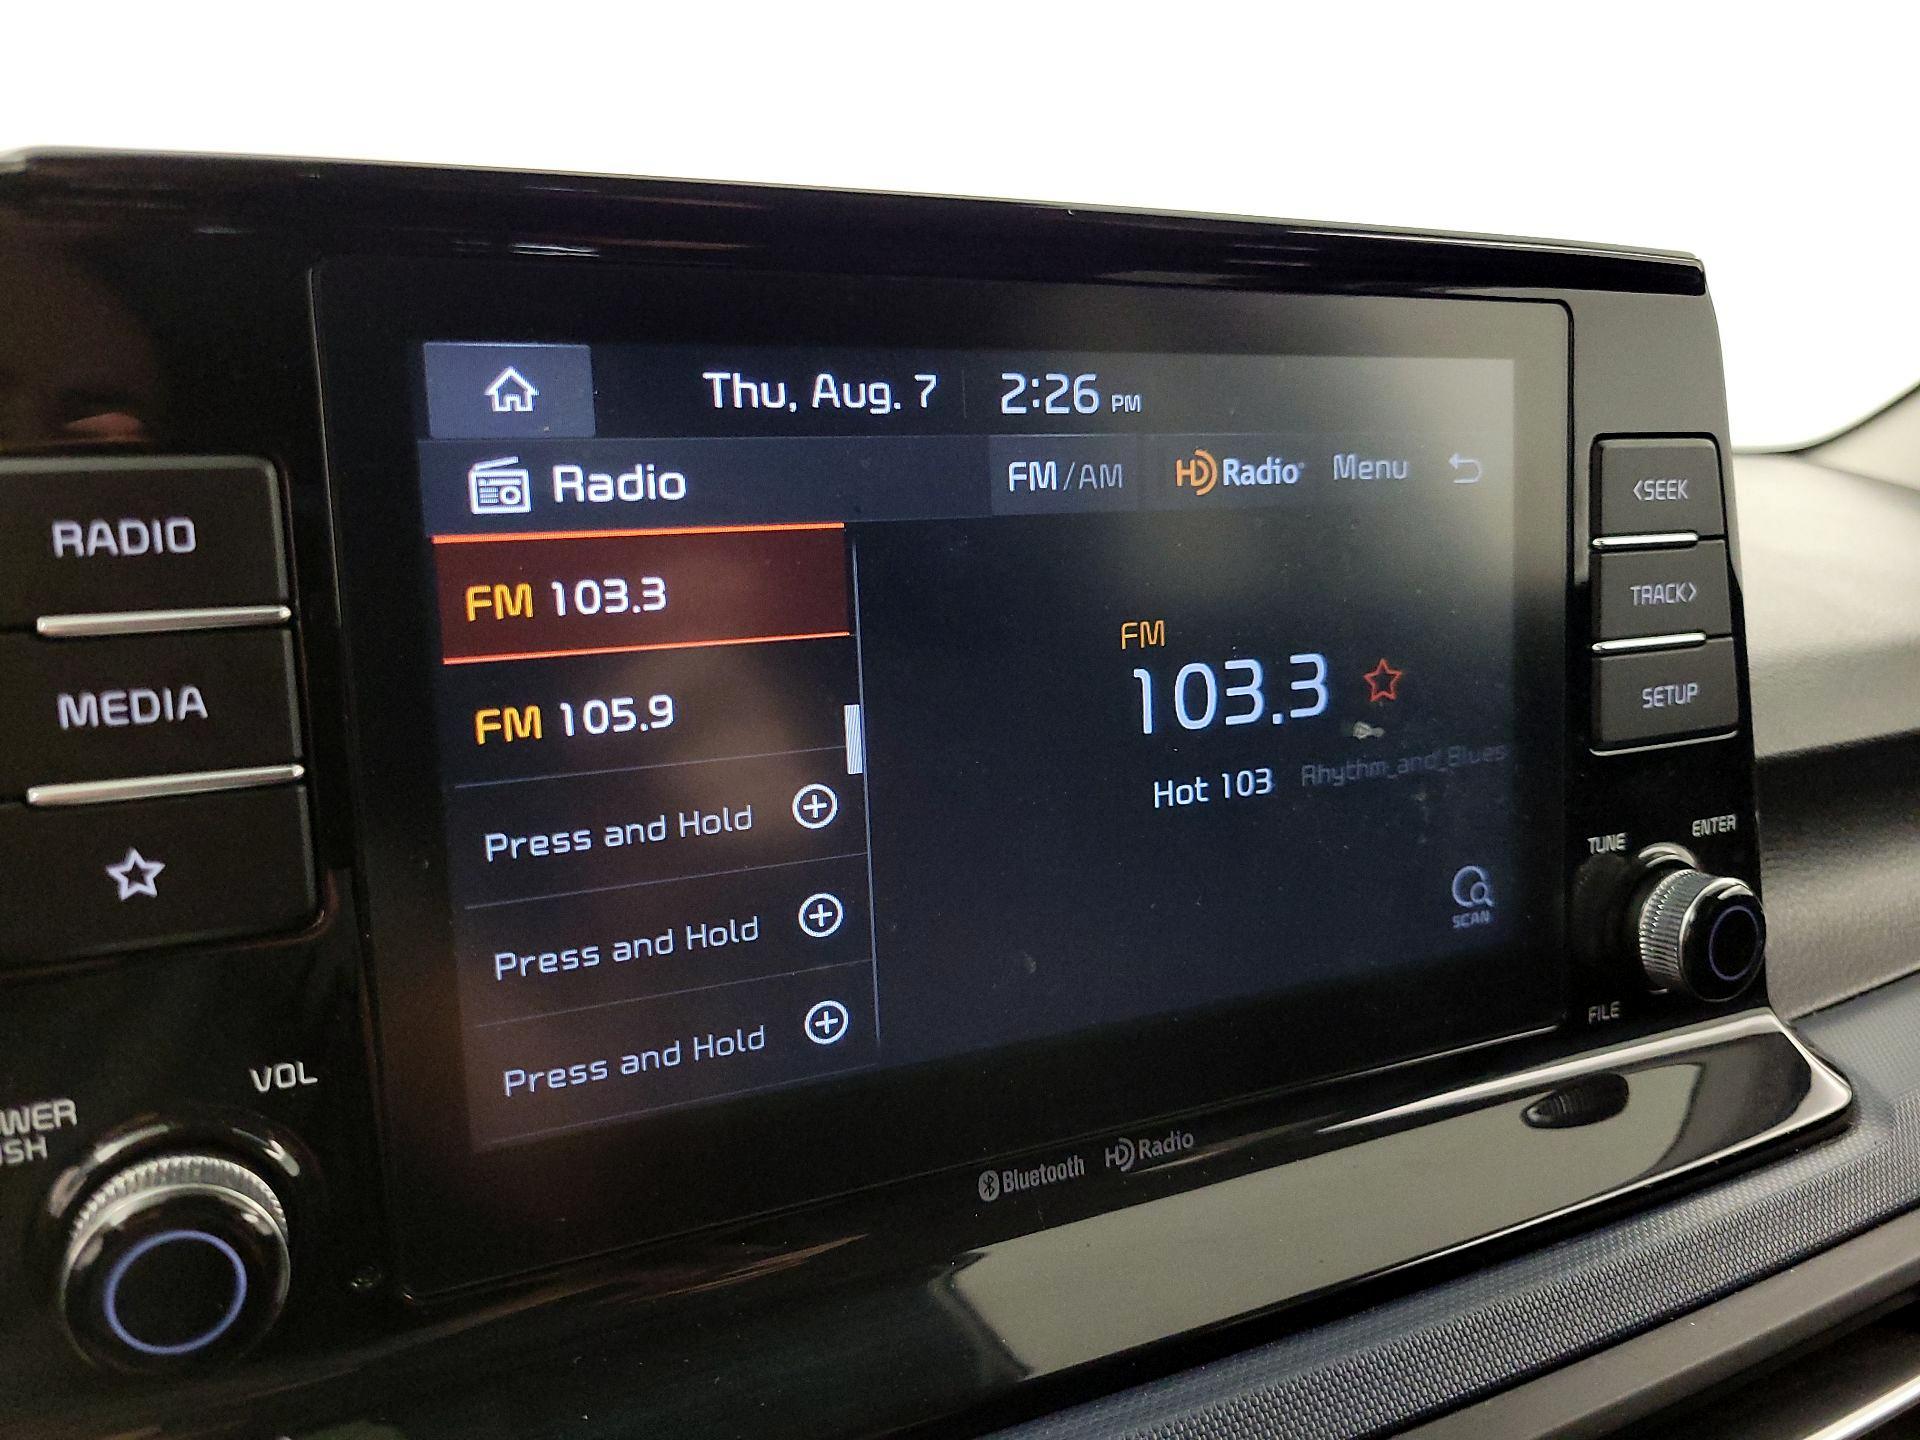 Thu, Aug. 7 2:26 PM
Radio FM/AM HD Radio Menu
FM 103.3
FM 105.9
Press and Hold
Press and Hold
Press and Hold
FM
103.3
Hot 103 Rhythm_and_Blues
SCAN
RADIO
MEDIA
VOL
<SEEK
TRACK>
SETUP
TUNE
ENTER
FILE
Bluetooth HD Radio